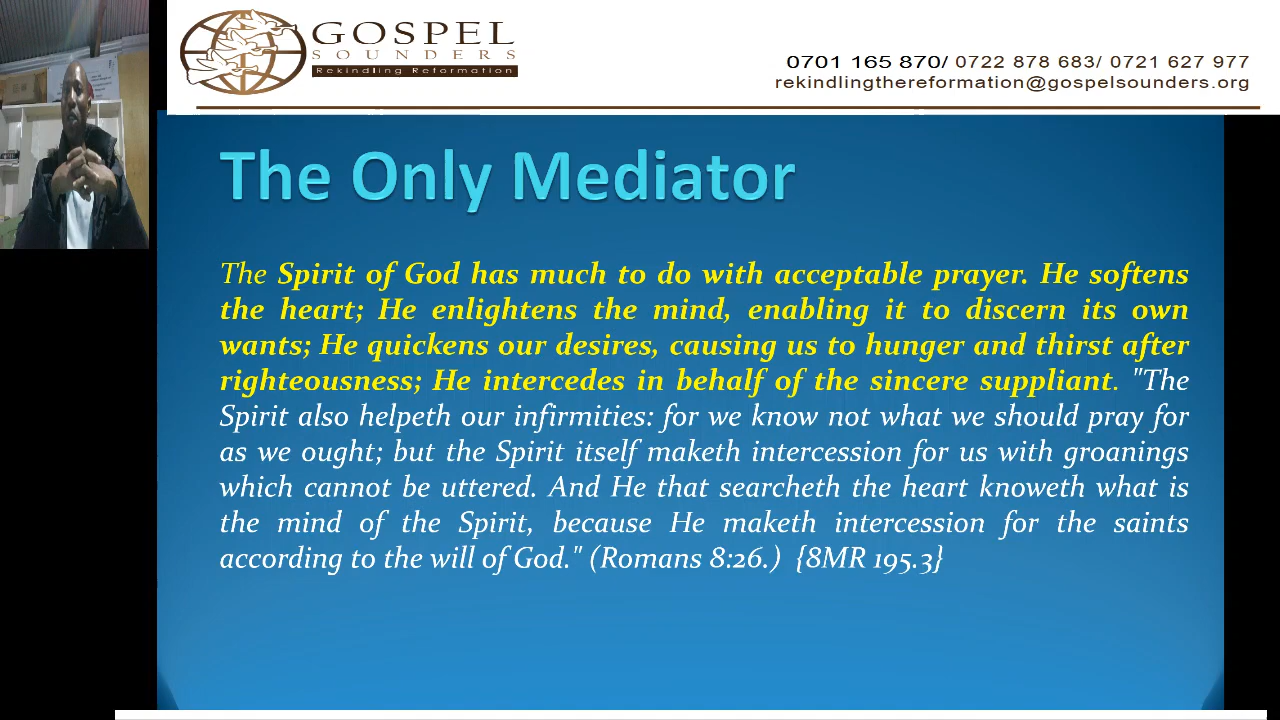 GOSPEL
SOUNDERS
Rekindling Reformation
0701 165 870/ 0722 878 683/ 0721 627 977
rekindlingthereformation@gospelsounders.org
The Only Mediator
The Spirit of God has much to do with acceptable prayer. He softens
the heart; He enlightens the mind, enabling it to discern its own
wants; He quickens our desires, causing us to hunger and thirst after
righteousness; He intercedes in behalf of the sincere suppliant. "The
Spirit also helpeth our infirmities: for we know not what we should pray for
as we ought; but the Spirit itself maketh intercession for us with groanings
which cannot be uttered. And He that searcheth the heart knoweth what is
the mind of the Spirit, because He maketh intercession for the saints
according to the will of God." (Romans 8:26.) {8MR 195.3}